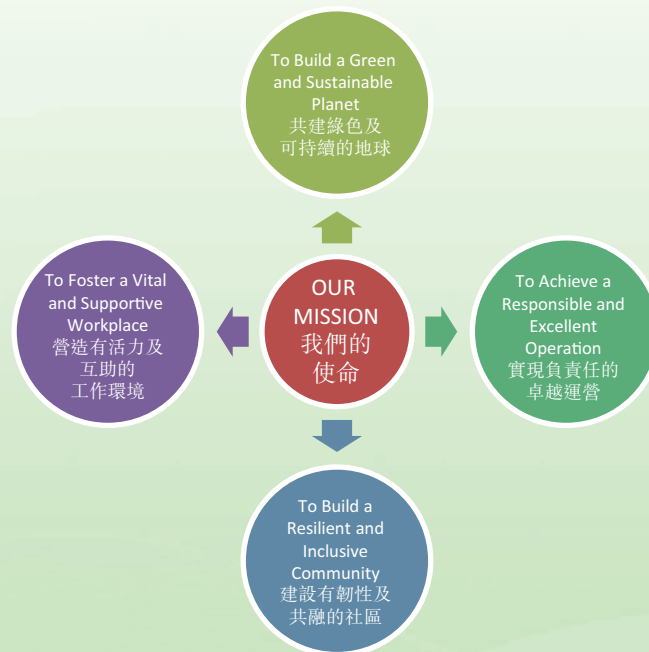 To Build a Green
and Sustainable
Planet
共建綠色及
可持續的地球
To Foster a Vital
and Supportive
Workplace
營造有活力及
互助的
工作環境
OUR
MISSION
我們的
使命
To Achieve a
Responsible and
Excellent
Operation
實現負責任的
卓越運營
To Build a
Resilient and
Inclusive
Community
建設有韌性及
共融的社區